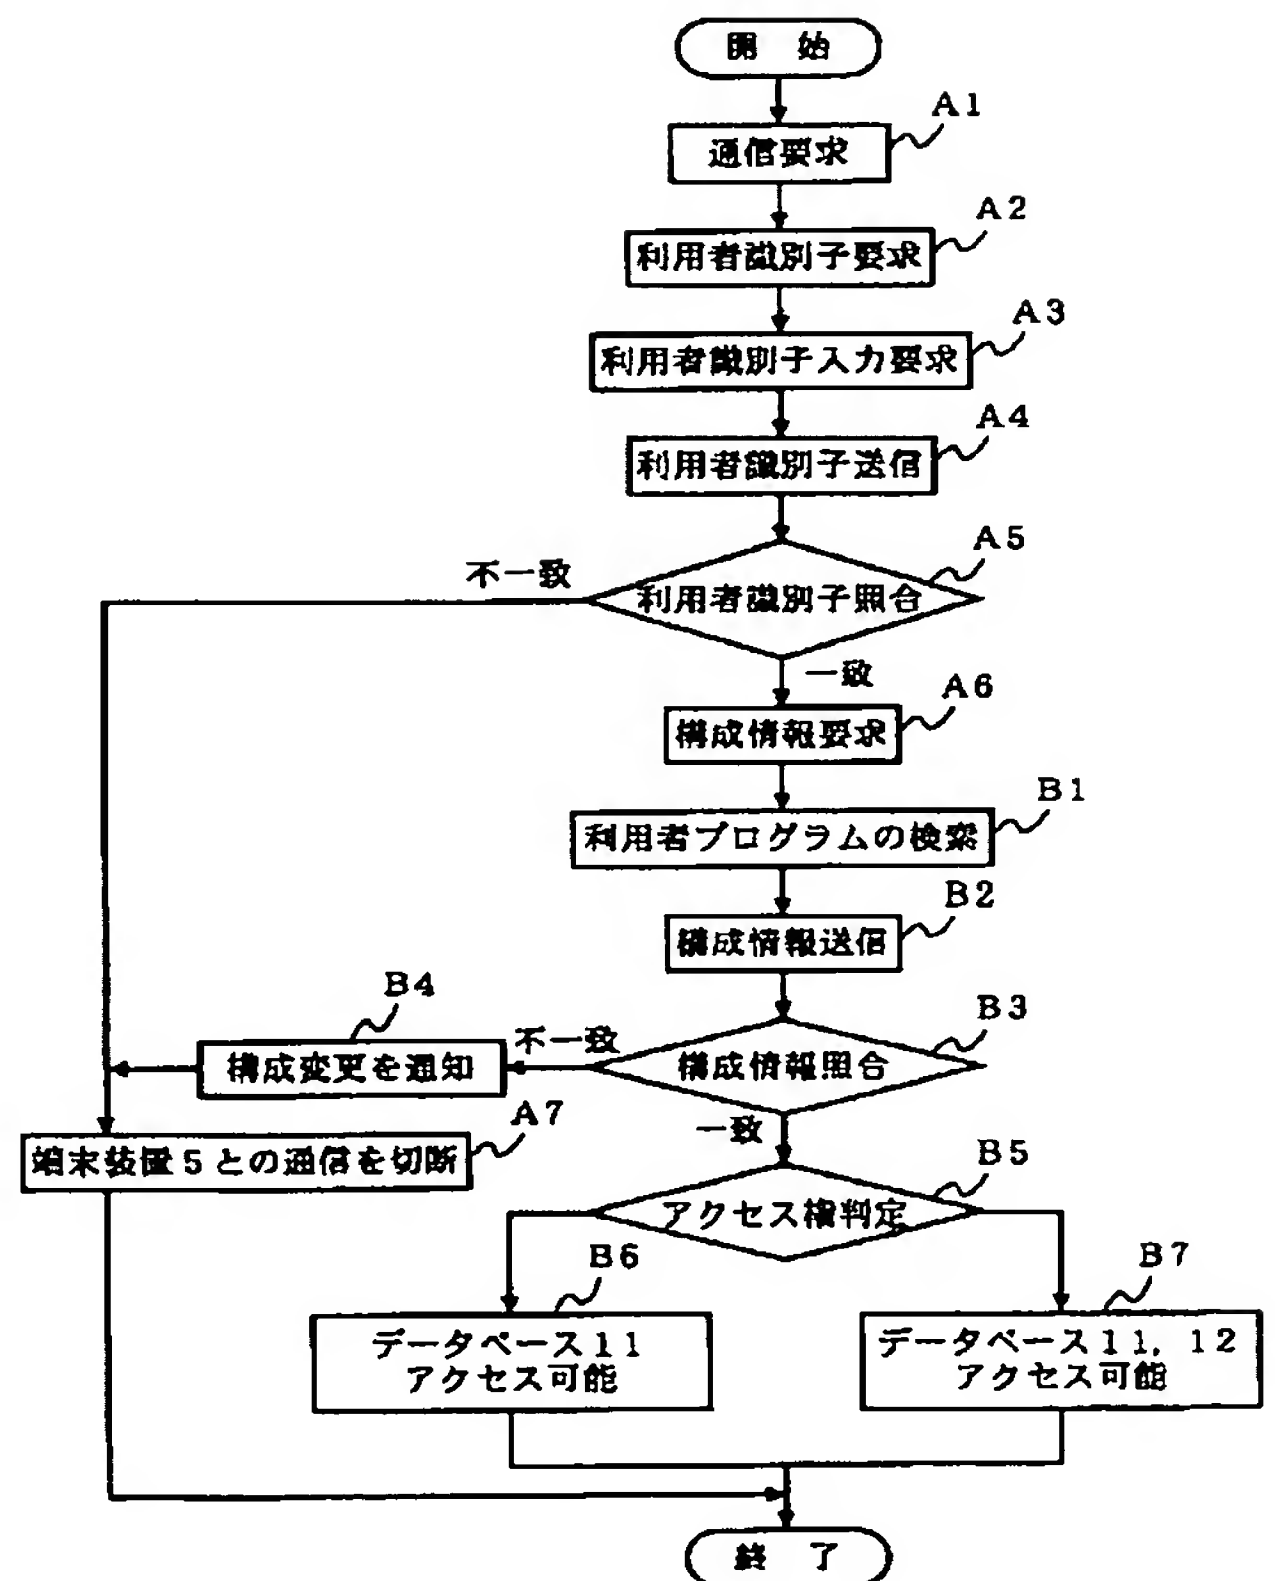 開 始
A1
通信要求
A2
利用者識別子要求
A3
利用者識別子入力要求
A4
利用者識別子送信
A5
不一致
利用者識別子照合
一致
A6
構成情報要求
B1
利用者プログラムの検索
B2
構成情報送信
B4
B3
不一致
構成変更を通知
構成情報照合
A7
一致
端末装置5との通信を切断
B5
アクセス権判定
B6
B7
データベース11
アクセス可能
データベース11, 12
アクセス可能
終 了